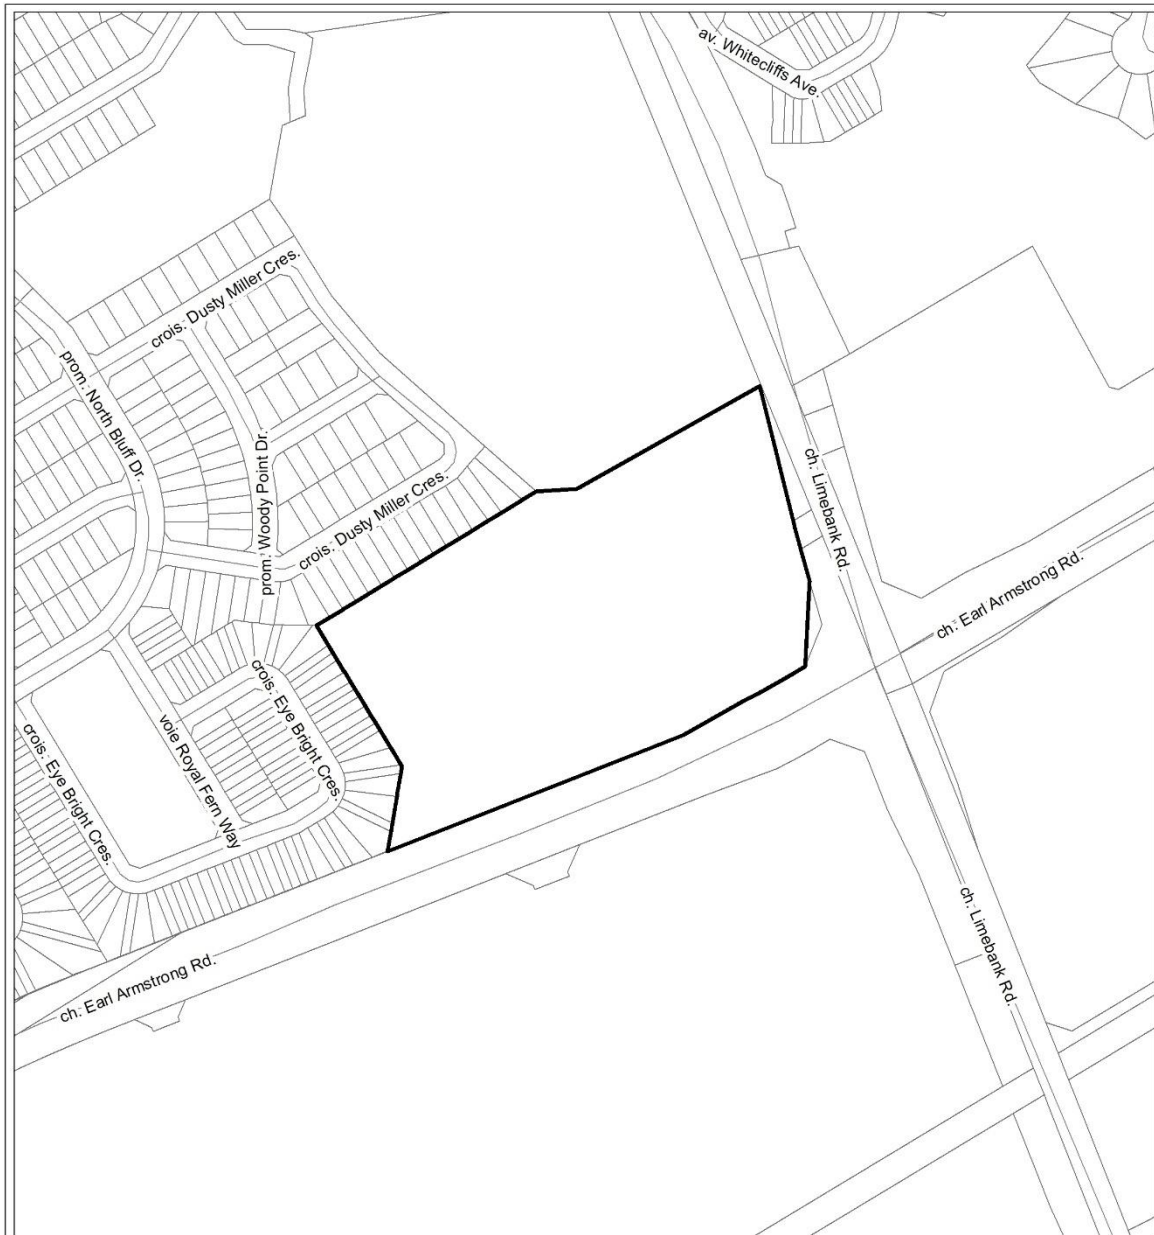 av. Whitecliffs Ave.
crois. Dusty Miller Cres.
prom. North Bluff Dr.
prom. Woody Point Dr.
crois. Dusty Miller Cres.
ch. Limebank Rd.
ch. Earl Armstrong Rd.
crois. Eye Bright Cres.
voie Royal Fern Way
crois. Eye Bright Cres.
ch. Limebank Rd.
ch. Earl Armstrong Rd.